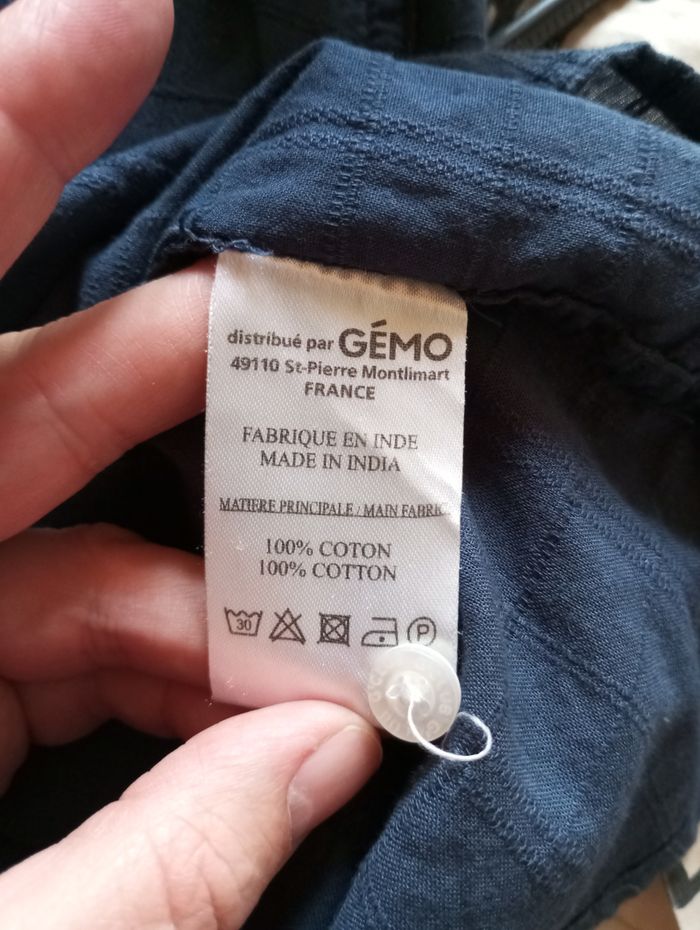 distribué par GÉMO
49110 St-Pierre Montlimart
FRANCE
FABRIQUE EN INDE
MADE IN INDIA
MATIERE PRINCIPALE / MAIN FABRIC
100% COTON
100% COTTON
30
P